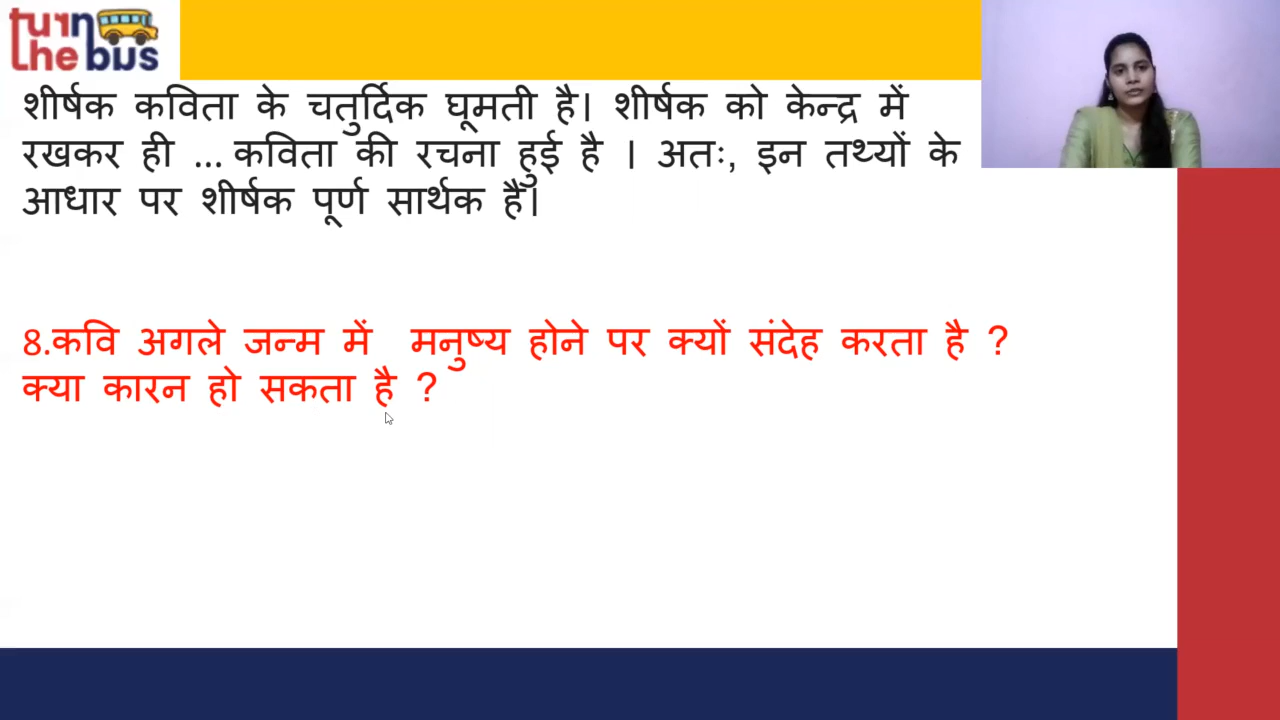 turn
the bus
शीर्षक कविता के चतुर्दिक घूमती है। शीर्षक को केन्द्र में
रखकर ही ... कविता की रचना हुई है । अतः, इन तथ्यों के
आधार पर शीर्षक पूर्ण सार्थक है।
8.कवि अगले जन्म में मनुष्य होने पर क्यों संदेह करता है ?
क्या कारन हो सकता है ?